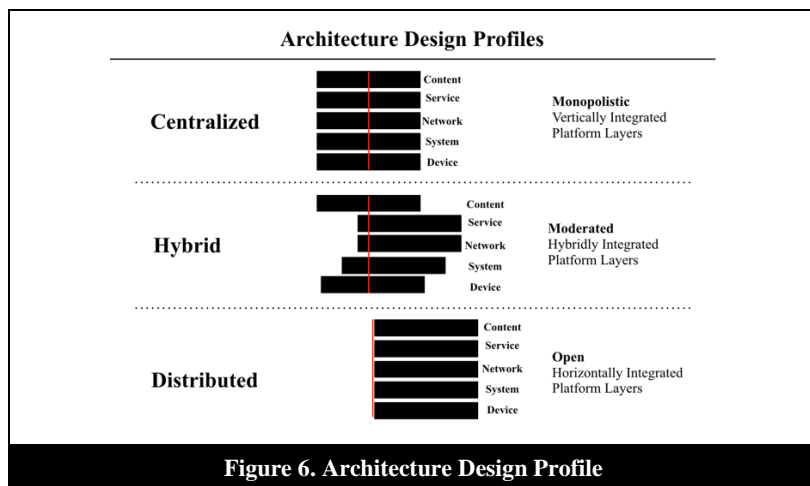 Architecture Design Profiles
Centralized
Content
Service
Network
System
Device
Monopolistic
Vertically Integrated
Platform Layers
Hybrid
Content
Service
Network
System
Device
Moderated
Hybridly Integrated
Platform Layers
Distributed
Content
Service
Network
System
Device
Open
Horizontally Integrated
Platform Layers
Figure 6. Architecture Design Profile